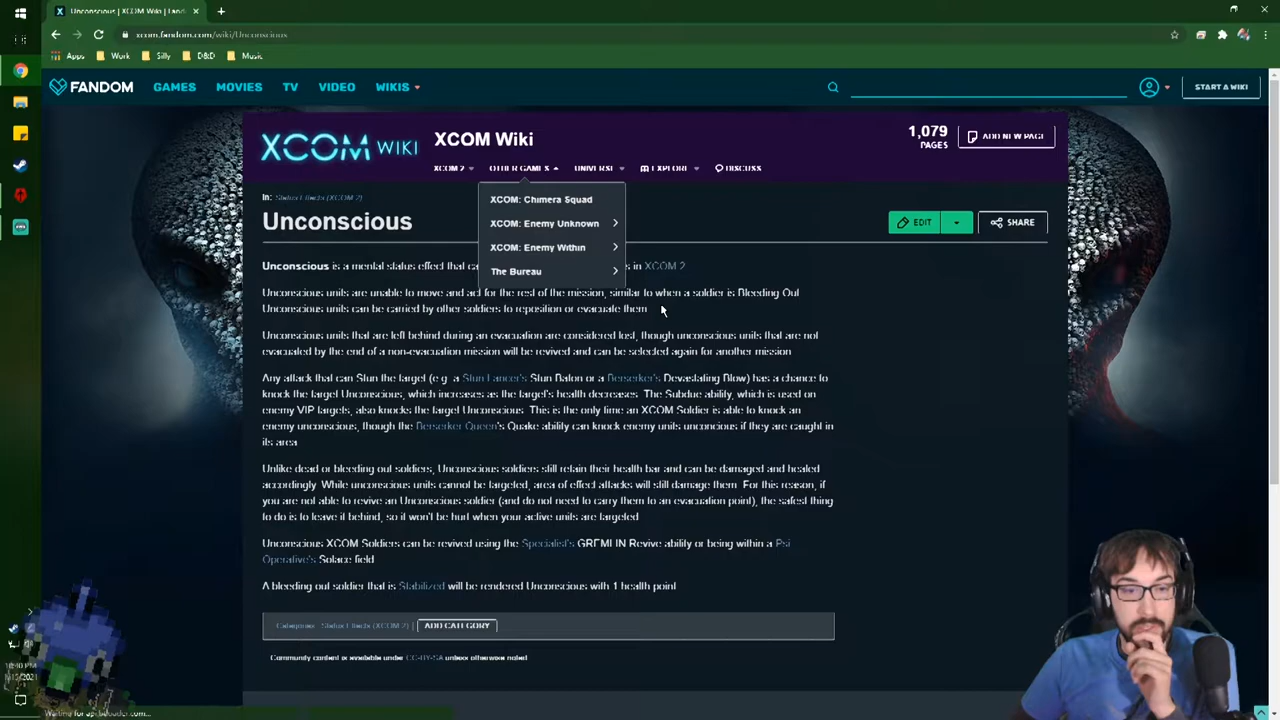 Unconscious | XCOM Wiki | Fandom
xcom.fandom.com/wiki/Unconscious
Apps Work Silly D&D Music
FANDOM GAMES MOVIES TV VIDEO WIKIS START A WIKI
XCOM WIKI
XCOM Wiki
1,079 PAGES
ADD NEW PAGE
XCOM 2 OTHER GAMES UNIVERSE EXPLORE DISCUSS
XCOM: Chimera Squad
XCOM: Enemy Unknown
XCOM: Enemy Within
The Bureau
In: Status Effects (XCOM 2)
Unconscious
EDIT SHARE
Unconscious is a mental status effect that ca s in XCOM 2
Unconscious units are unable to move and act for the rest of the mission, similar to when a soldier is Bleeding Out
Unconscious units can be carried by other soldiers to reposition or evacuate them
Unconscious units that are left behind during an evacuation are considered lost, though unconscious units that are not
evacuated by the end of a non-evacuation mission will be revived and can be selected again for another mission
Any attack that can Stun the target (e.g. a Stun Lancer's Stun Baton or a Berserker's Devastating Blow) has a chance to
knock the target Unconscious, which increases as the target's health decreases. The Subdue ability, which is used on
enemy VIP targets, also knocks the target Unconscious. This is the only time an XCOM Soldier is able to knock an
enemy unconscious, though the Berserker Queen's Quake ability can knock enemy units unconcious if they are caught in
its area
Unlike dead or bleeding out soldiers, Unconscious soldiers still retain their health bar and can be damaged and healed
accordingly. While unconscious units cannot be targeted, area of effect attacks will still damage them. For this reason, if
you are not able to revive an Unconscious soldier (and do not need to carry them to an evacuation point), the safest thing
to do is to leave it behind, so it won't be hurt when your active units are targeted
Unconscious XCOM Soldiers can be revived using the Specialist's GREMLIN Revive ability or being within a Psi
Operative's Solace field
A bleeding out soldier that is Stabilized will be rendered Unconscious with 1 health point
Categories Status Effects (XCOM 2) | ADD CATEGORY
Community content is available under CC-BY-SA unless otherwise noted